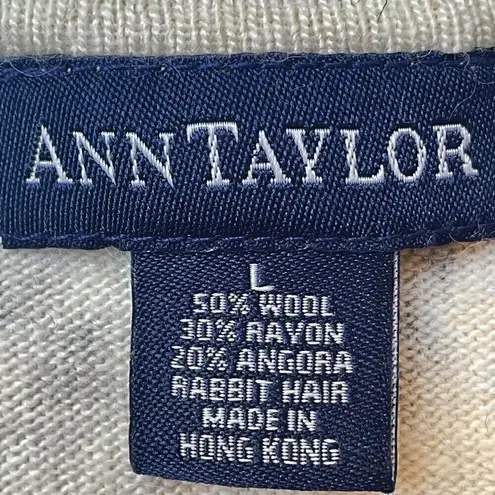 ANN TAYLOR
L
50% WOOL
30% RAYON
20% ANGORA
RABBIT HAIR
MADE IN
HONG KONG